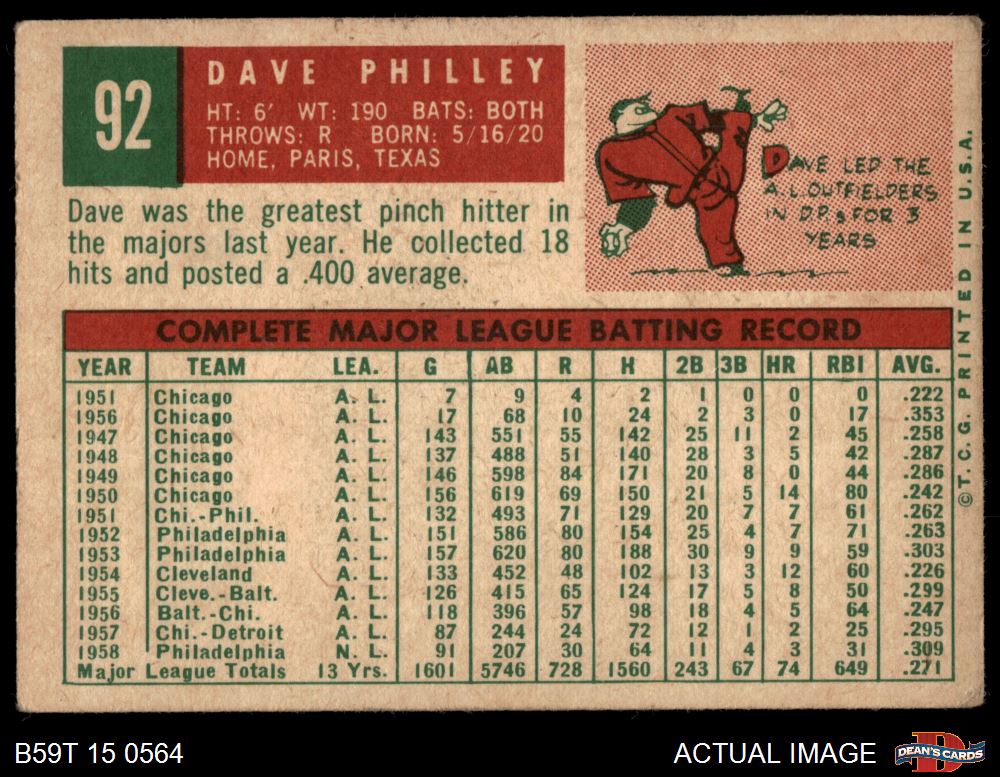 92
DAVE PHILLEY
HT: 6' WT: 190 BATS: BOTH
THROWS: R BORN: 5/16/20
HOME, PARIS, TEXAS
DAVE LED THE
A.L. OUTFIELDERS
IN D.P.s FOR 3
YEARS
Dave was the greatest pinch hitter in
the majors last year. He collected 18
hits and posted a .400 average.
COMPLETE MAJOR LEAGUE BATTING RECORD
YEAR TEAM LEA. G AB R H 2B 3B HR RBI AVG.
1951 Chicago A. L. 7 9 4 2 1 0 0 0 .222
1956 Chicago A. L. 17 68 10 24 2 3 0 17 .353
1947 Chicago A. L. 143 551 55 142 25 11 2 45 .258
1948 Chicago A. L. 137 488 51 140 28 3 5 42 .287
1949 Chicago A. L. 146 598 84 171 20 8 0 44 .286
1950 Chicago A. L. 156 619 69 150 21 5 14 80 .242
1951 Chi.-Phil. A. L. 132 493 71 129 20 7 7 61 .262
1952 Philadelphia A. L. 151 586 80 154 25 4 7 71 .263
1953 Philadelphia A. L. 157 620 80 188 30 9 9 59 .303
1954 Cleveland A. L. 133 452 48 102 13 3 12 60 .226
1955 Cleve.-Balt. A. L. 126 415 65 124 17 5 8 50 .299
1956 Balt.-Chi. A. L. 118 396 57 98 18 4 5 64 .247
1957 Chi.-Detroit A. L. 87 244 24 72 12 1 2 25 .295
1958 Philadelphia N. L. 91 207 30 64 11 4 3 31 .309
Major League Totals 13 Yrs. 1601 5746 728 1560 243 67 74 649 .271
©T.C.G. PRINTED IN U.S.A.
B59T 15 0564
ACTUAL IMAGE
DEAN'S CARDS